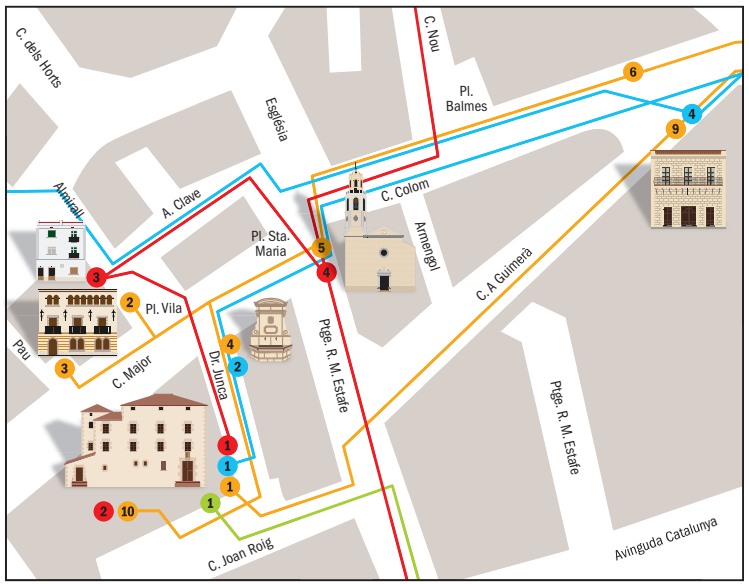 C. dels Horts
C. Nou
6
Pl.
Balmes
4
9
Església
Almirall
A. Clave
C. Colom
Pl. Sta.
Maria
5
4
Armengol
3
2
Pl. Vila
C. A Guimerà
Pau
3
C. Major
4
2
Dr. Junca
Ptge. R. M. Estafe
Ptge. R. M. Estafe
1
1
1
1
2
10
C. Joan Roig
Avinguda Catalunya